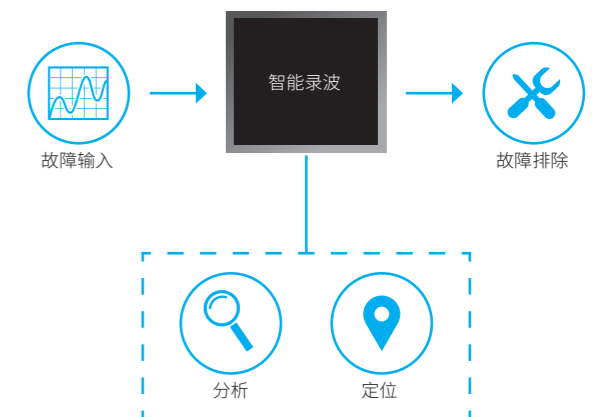 智能录波
故障输入
故障排除
分析
定位